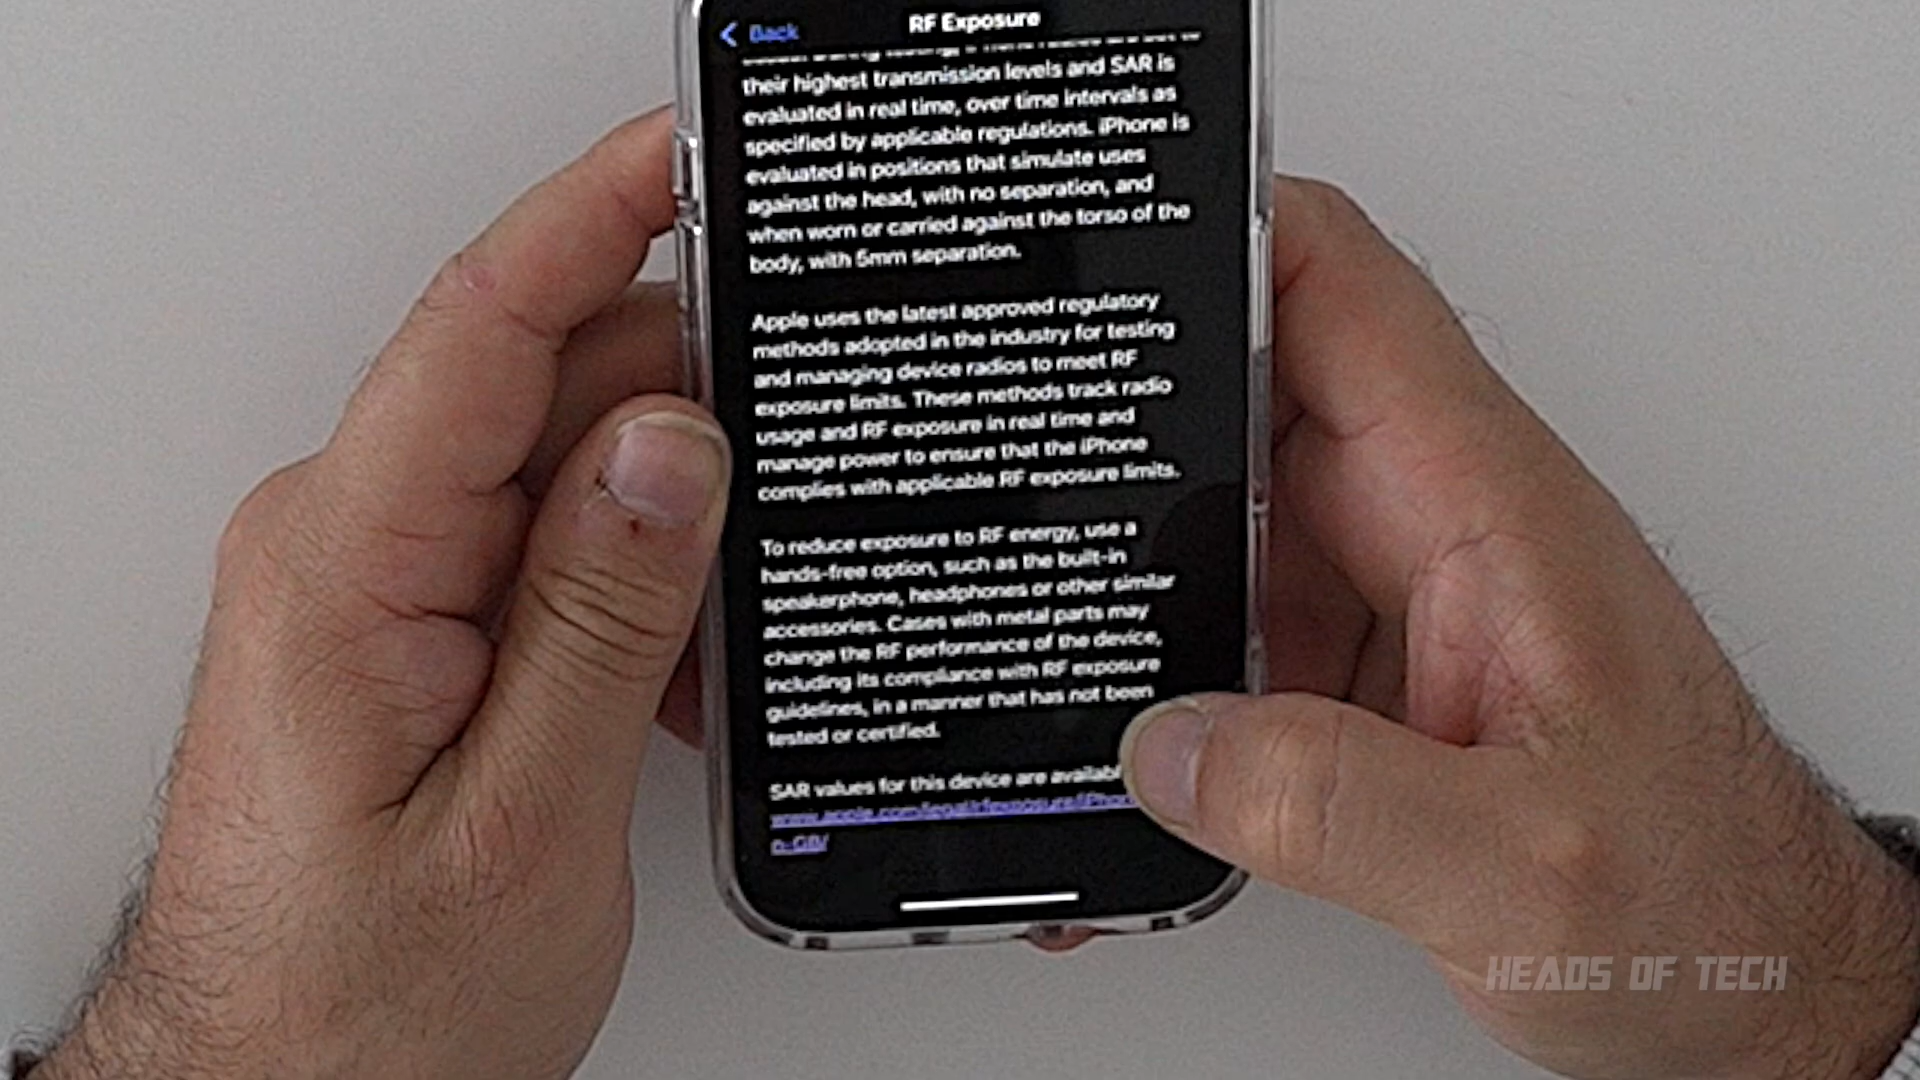 Back
RF Exposure
their highest transmission levels and SAR is
evaluated in real time, over time intervals as
specified by applicable regulations. iPhone is
evaluated in positions that simulate uses
against the head, with no separation, and
when worn or carried against the torso of the
body, with 5mm separation.
Apple uses the latest approved regulatory
methods adopted in the industry for testing
and managing device radios to meet RF
exposure limits. These methods track radio
usage and RF exposure in real time and
manage power to ensure that the iPhone
complies with applicable RF exposure limits.
To reduce exposure to RF energy, use a
hands-free option, such as the built-in
speakerphone, headphones or other similar
accessories. Cases with metal parts may
change the RF performance of the device,
including its compliance with RF exposure
guidelines, in a manner that has not been
tested or certified.
SAR values for this device are
www.apple.com/legal/rfexposure/
HEADS OF TECH